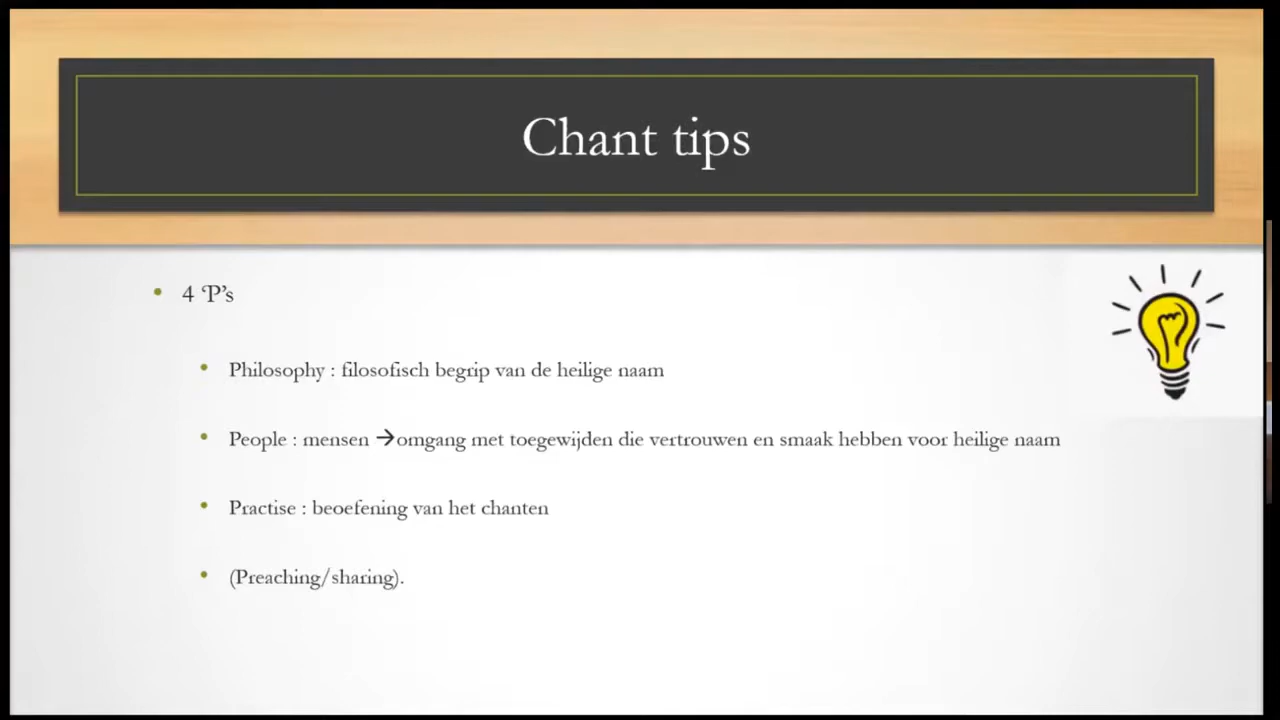 Chant tips
• 4 ‘P’s
• Philosophy : filosofisch begrip van de heilige naam
• People : mensen →omgang met toegewijden die vertrouwen en smaak hebben voor heilige naam
• Practise : beoefening van het chanten
• (Preaching/sharing).